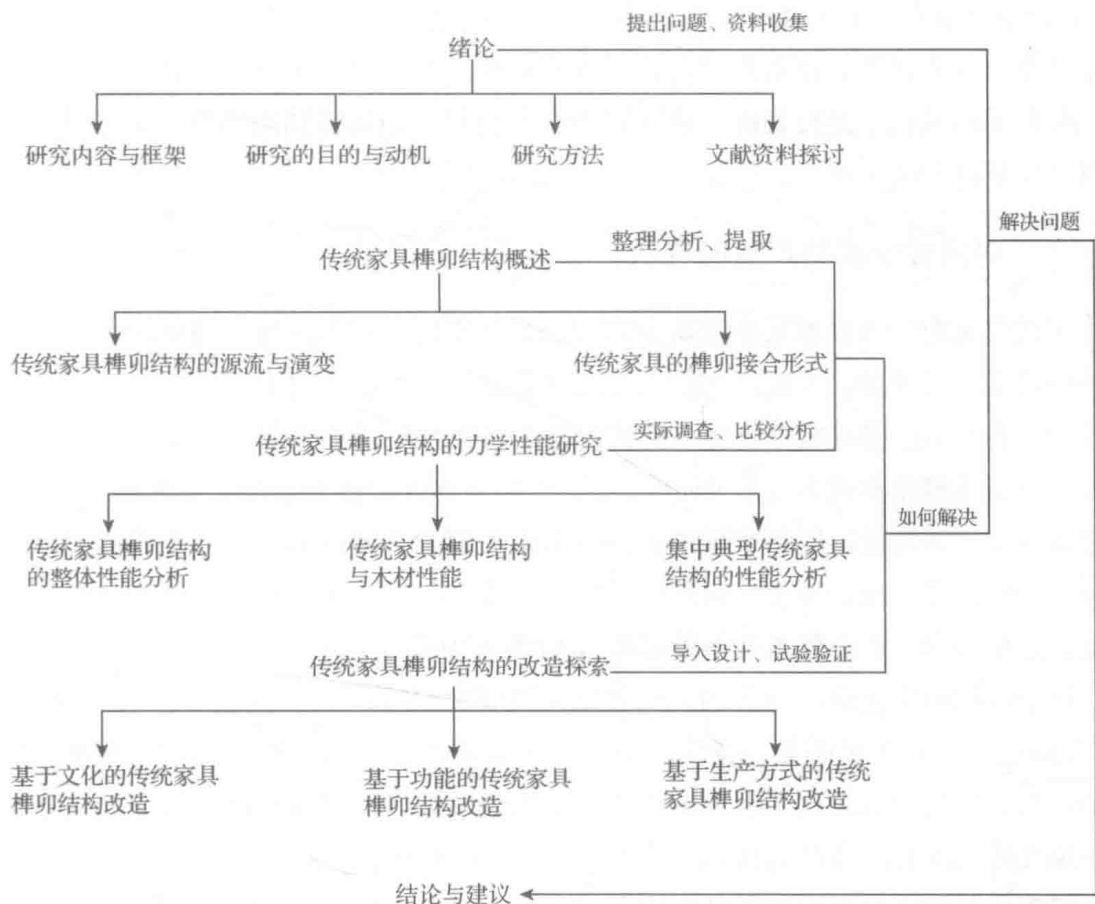 提出问题、资料收集
绪论
研究内容与框架
研究的目的与动机
研究方法
文献资料探讨
解决问题
整理分析、提取
传统家具榫卯结构概述
传统家具榫卯结构的源流与演变
传统家具的榫卯接合形式
实际调查、比较分析
传统家具榫卯结构的力学性能研究
如何解决
传统家具榫卯结构
的整体性能分析
传统家具榫卯结构
与木材性能
集中典型传统家具
结构的性能分析
导入设计、试验验证
传统家具榫卯结构的改造探索
基于文化的传统家具
榫卯结构改造
基于功能的传统家具
榫卯结构改造
基于生产方式的传统
家具榫卯结构改造
结论与建议